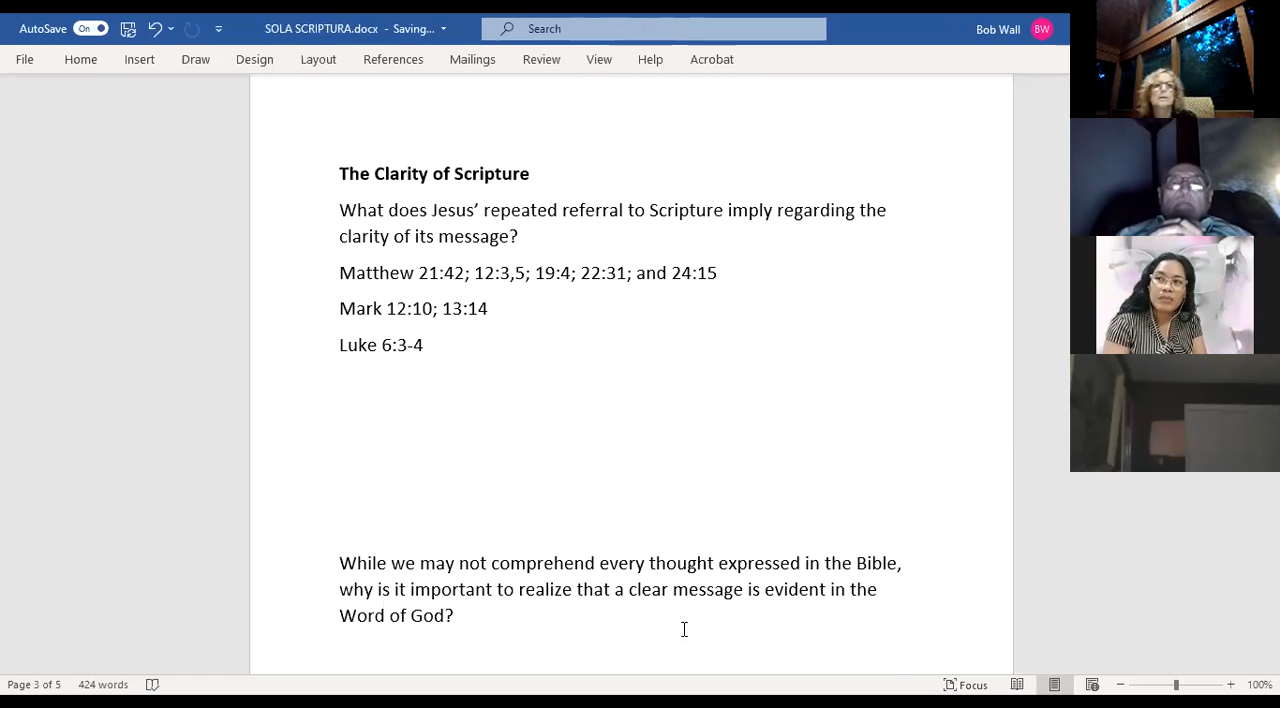 AutoSave On SOLA SCRIPTURA.docx - Saving... Search Bob Wall BW
File Home Insert Draw Design Layout References Mailings Review View Help Acrobat
The Clarity of Scripture
What does Jesus’ repeated referral to Scripture imply regarding the
clarity of its message?
Matthew 21:42; 12:3,5; 19:4; 22:31; and 24:15
Mark 12:10; 13:14
Luke 6:3-4
While we may not comprehend every thought expressed in the Bible,
why is it important to realize that a clear message is evident in the
Word of God?
Page 3 of 5 424 words Focus 100%